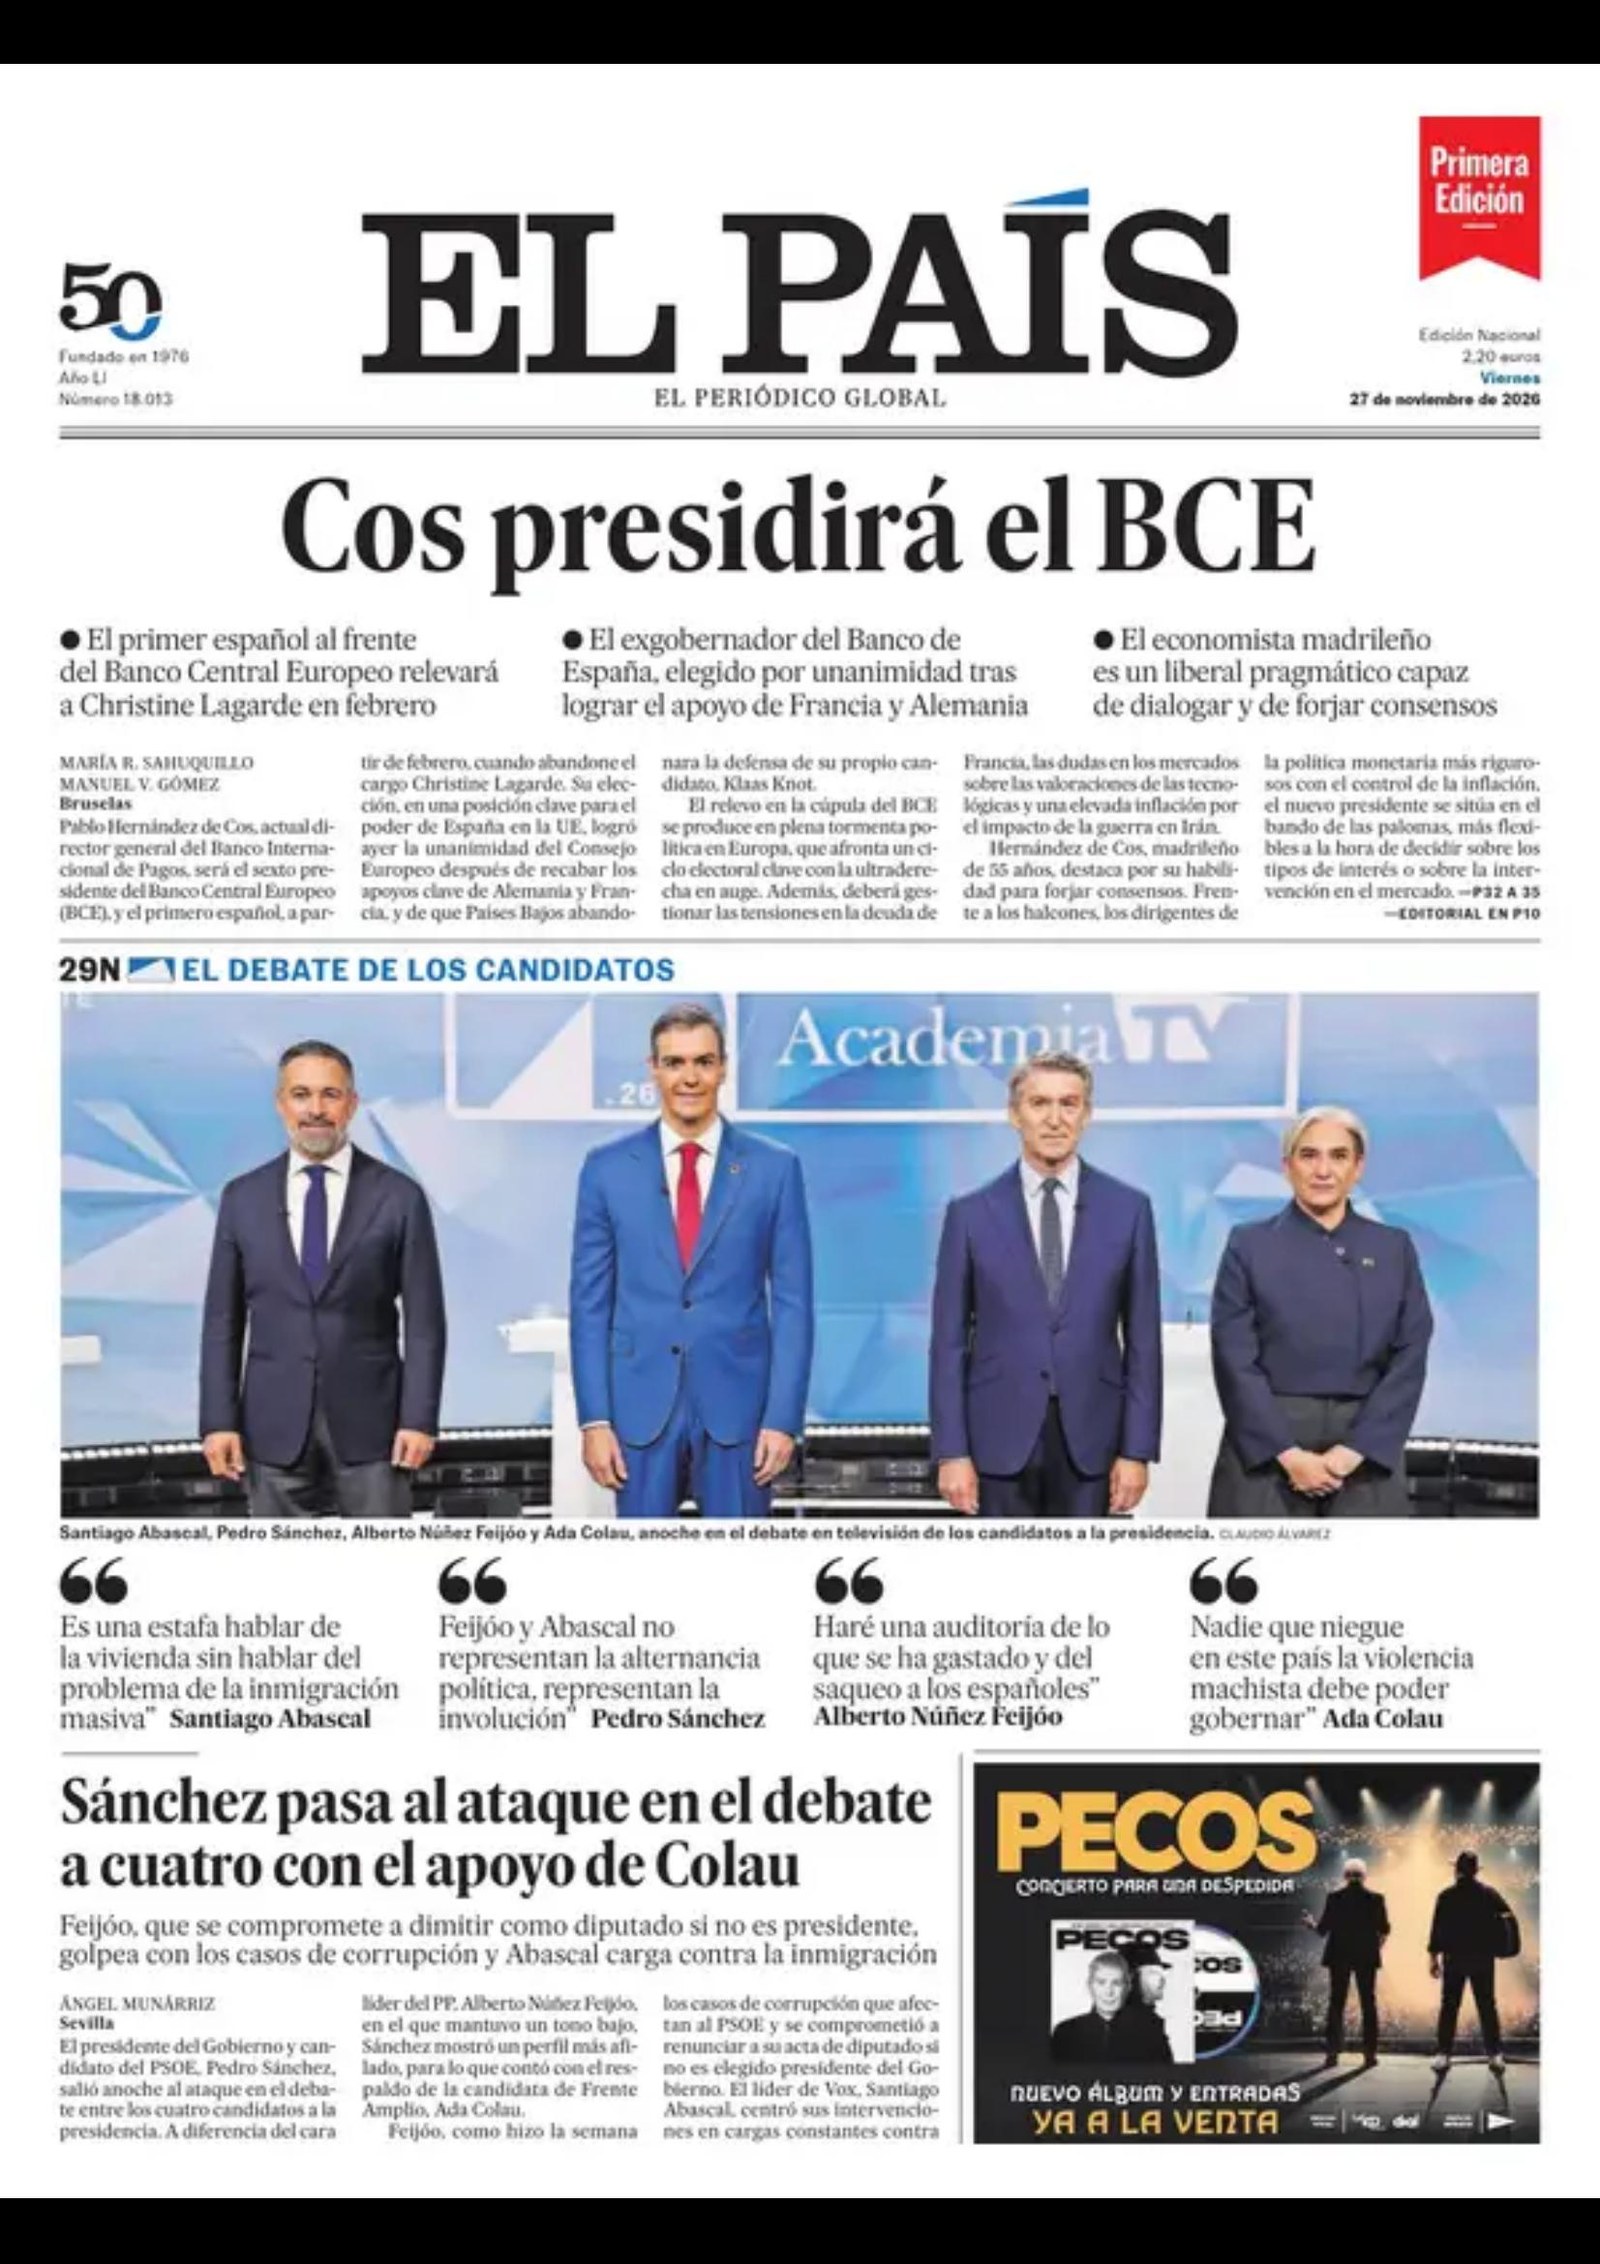 Primera
Edición
50
EL PAÍS
Fundado en 1976
Año LI
Número 18.013
EL PERIÓDICO GLOBAL
Edición Nacional
2,20 euros
Viernes
27 de noviembre de 2026
Cos presidirá el BCE
● El primer español al frente
del Banco Central Europeo relevará
a Christine Lagarde en febrero
● El exgobernador del Banco de
España, elegido por unanimidad tras
lograr el apoyo de Francia y Alemania
● El economista madrileño
es un liberal pragmático capaz
de dialogar y de forjar consensos
MARÍA R. SAHUQUILLO
MANUEL V. GÓMEZ
Bruselas
Pablo Hernández de Cos, actual di-
rector general del Banco Interna-
cional de Pagos, será el sexto pre-
sidente del Banco Central Europeo
(BCE), y el primero español, a par-
tir de febrero, cuando abandone el
cargo Christine Lagarde. Su elec-
ción, en una posición clave para el
poder de España en la UE, logró
ayer la unanimidad del Consejo
Europeo después de recabar los
apoyos clave de Alemania y Fran-
cia, y de que Países Bajos abando-
nara la defensa de su propio can-
didato, Klaas Knot.
El relevo en la cúpula del BCE
se produce en plena tormenta po-
lítica en Europa, que afronta un ci-
clo electoral clave con la ultradere-
cha en auge. Además, deberá ges-
tionar las tensiones en la deuda de
Francia, las dudas en los mercados
sobre las valoraciones de las tecno-
lógicas y una elevada inflación por
el impacto de la guerra en Irán.
Hernández de Cos, madrileño
de 55 años, destaca por su habili-
dad para forjar consensos. Fren-
te a los halcones, los dirigentes de
la política monetaria más riguro-
sos con el control de la inflación,
el nuevo presidente se sitúa en el
bando de las palomas, más flexi-
bles a la hora de decidir sobre los
tipos de interés o sobre la inter-
vención en el mercado. —P32 A 35
—EDITORIAL EN P10
29N EL DEBATE DE LOS CANDIDATOS
AcademiaTV
.26
Santiago Abascal, Pedro Sánchez, Alberto Núñez Feijóo y Ada Colau, anoche en el debate en televisión de los candidatos a la presidencia. CLAUDIO ÁLVAREZ
“
Es una estafa hablar de
la vivienda sin hablar del
problema de la inmigración
masiva” Santiago Abascal
“
Feijóo y Abascal no
representan la alternancia
política, representan la
involución” Pedro Sánchez
“
Haré una auditoría de lo
que se ha gastado y del
saqueo a los españoles”
Alberto Núñez Feijóo
“
Nadie que niegue
en este país la violencia
machista debe poder
gobernar” Ada Colau
Sánchez pasa al ataque en el debate
a cuatro con el apoyo de Colau
Feijóo, que se compromete a dimitir como diputado si no es presidente,
golpea con los casos de corrupción y Abascal carga contra la inmigración
ÁNGEL MUNÁRRIZ
Sevilla
El presidente del Gobierno y can-
didato del PSOE, Pedro Sánchez,
salió anoche al ataque en el deba-
te entre los cuatro candidatos a la
presidencia. A diferencia del cara
líder del PP, Alberto Núñez Feijóo,
en el que mantuvo un tono bajo,
Sánchez mostró un perfil más afi-
lado, para lo que contó con el res-
paldo de la candidata de Frente
Amplio, Ada Colau.
Feijóo, como hizo la semana
los casos de corrupción que afec-
tan al PSOE y se comprometió a
renunciar a su acta de diputado si
no es elegido presidente del Go-
bierno. El líder de Vox, Santiago
Abascal, centró sus intervencio-
nes en cargas constantes contra
PECOS
CONCIERTO PARA UNA DESPEDIDA
PECOS
COS
NUEVO ÁLBUM Y ENTRADAS
YA A LA VENTA
dial